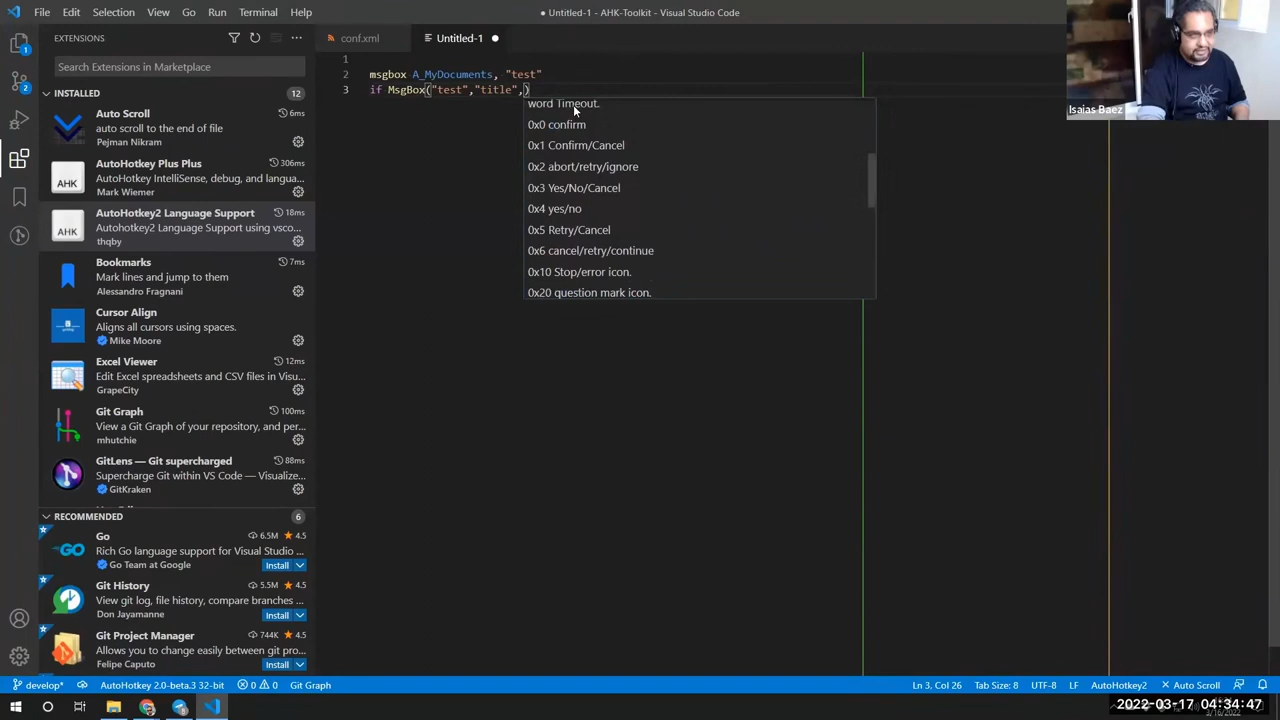 File Edit Selection View Go Run Terminal Help
● Untitled-1 - AHK-Toolkit - Visual Studio Code
EXTENSIONS
conf.xml
Untitled-1
Search Extensions in Marketplace
INSTALLED 12
Auto Scroll
auto scroll to the end of file
Pejman Nikram
AHK
AutoHotkey Plus Plus 306ms
AutoHotkey IntelliSense, debug, and langua...
Mark Wiemer
AHK
AutoHotkey2 Language Support 18ms
Autohotkey2 Language Support using vsco...
thqby
Bookmarks 7ms
Mark lines and jump to them
Alessandro Fragnani
Cursor Align
Aligns all cursors using spaces.
Mike Moore
Excel Viewer 12ms
Edit Excel spreadsheets and CSV files in Visu...
GrapeCity
Git Graph 100ms
View a Git Graph of your repository, and per...
mhutchie
GitLens — Git supercharged 88ms
Supercharge Git within VS Code — Visualize...
GitKraken
RECOMMENDED 6
Go 6.5M 4.5
Rich Go language support for Visual Studio ...
Go Team at Google Install
Git History 5.5M 4.5
View git log, file history, compare branches ...
Don Jayamanne Install
Git Project Manager 744K 4.5
Allows you to change easily between git pro...
Felipe Caputo Install
1
2 msgbox A_MyDocuments, "test"
3 if MsgBox("test","title",)
word Timeout.
0x0 confirm
0x1 Confirm/Cancel
0x2 abort/retry/ignore
0x3 Yes/No/Cancel
0x4 yes/no
0x5 Retry/Cancel
0x6 cancel/retry/continue
0x10 Stop/error icon.
0x20 question mark icon.
Isaias Baez
develop* AutoHotkey 2.0-beta.3 32-bit 0 0 Git Graph
Ln 3, Col 26 Tab Size: 8 UTF-8 LF AutoHotkey2 Auto Scroll
2022-03-17 04:34:47